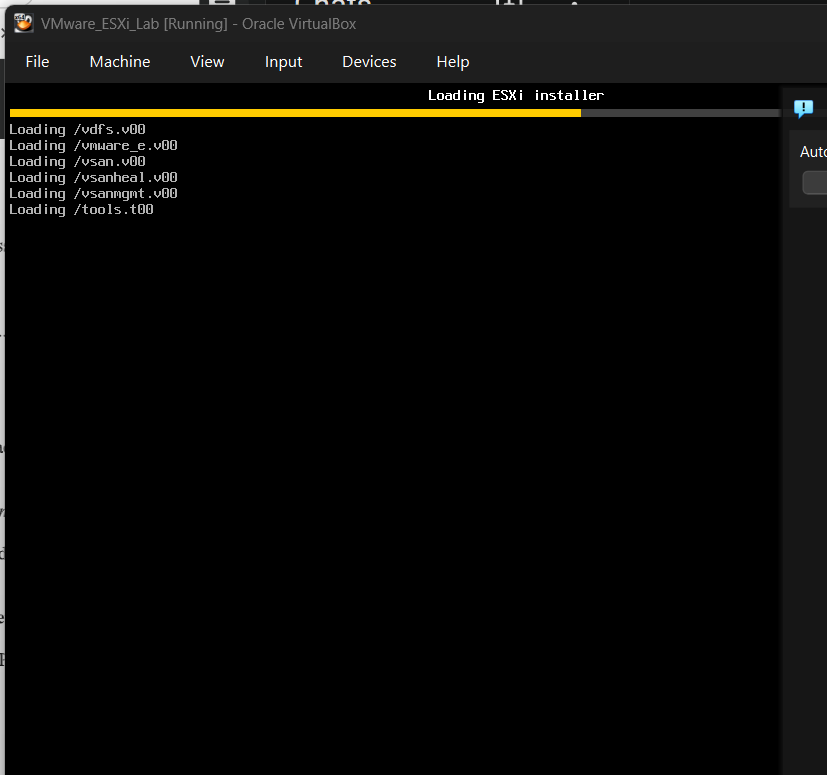 VMware_ESXi_Lab [Running] - Oracle VirtualBox
File Machine View Input Devices Help
Loading ESXi installer
Loading /vdfs.v00
Loading /vmware_e.v00
Loading /vsan.v00
Loading /vsanheal.v00
Loading /vsanmgmt.v00
Loading /tools.t00
Auto